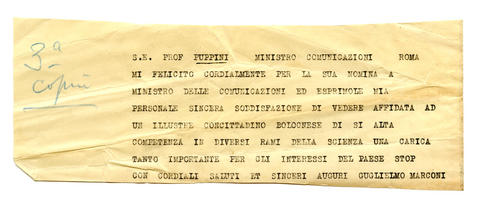 3ª
copia
S.E. PROF PUPPINI MINISTRO COMUNICAZIONI ROMA
MI FELICITO CORDIALMENTE PER LA SUA NOMINA A
MINISTRO DELLE COMUNICAZIONI ED ESPRIMOLE MIA
PERSONALE SINCERA SODDISFAZIONE DI VEDERE AFFIDATA AD
UN ILLUSTRE CONCITTADINO BOLOGNESE DI SI ALTA
COMPETENZA IN DIVERSI RAMI DELLA SCIENZA UNA CARICA
TANTO IMPORTANTE PER GLI INTERESSI DEL PAESE STOP
CON CORDIALI SALUTI ET SINCERI AUGURI GUGLIELMO MARCONI